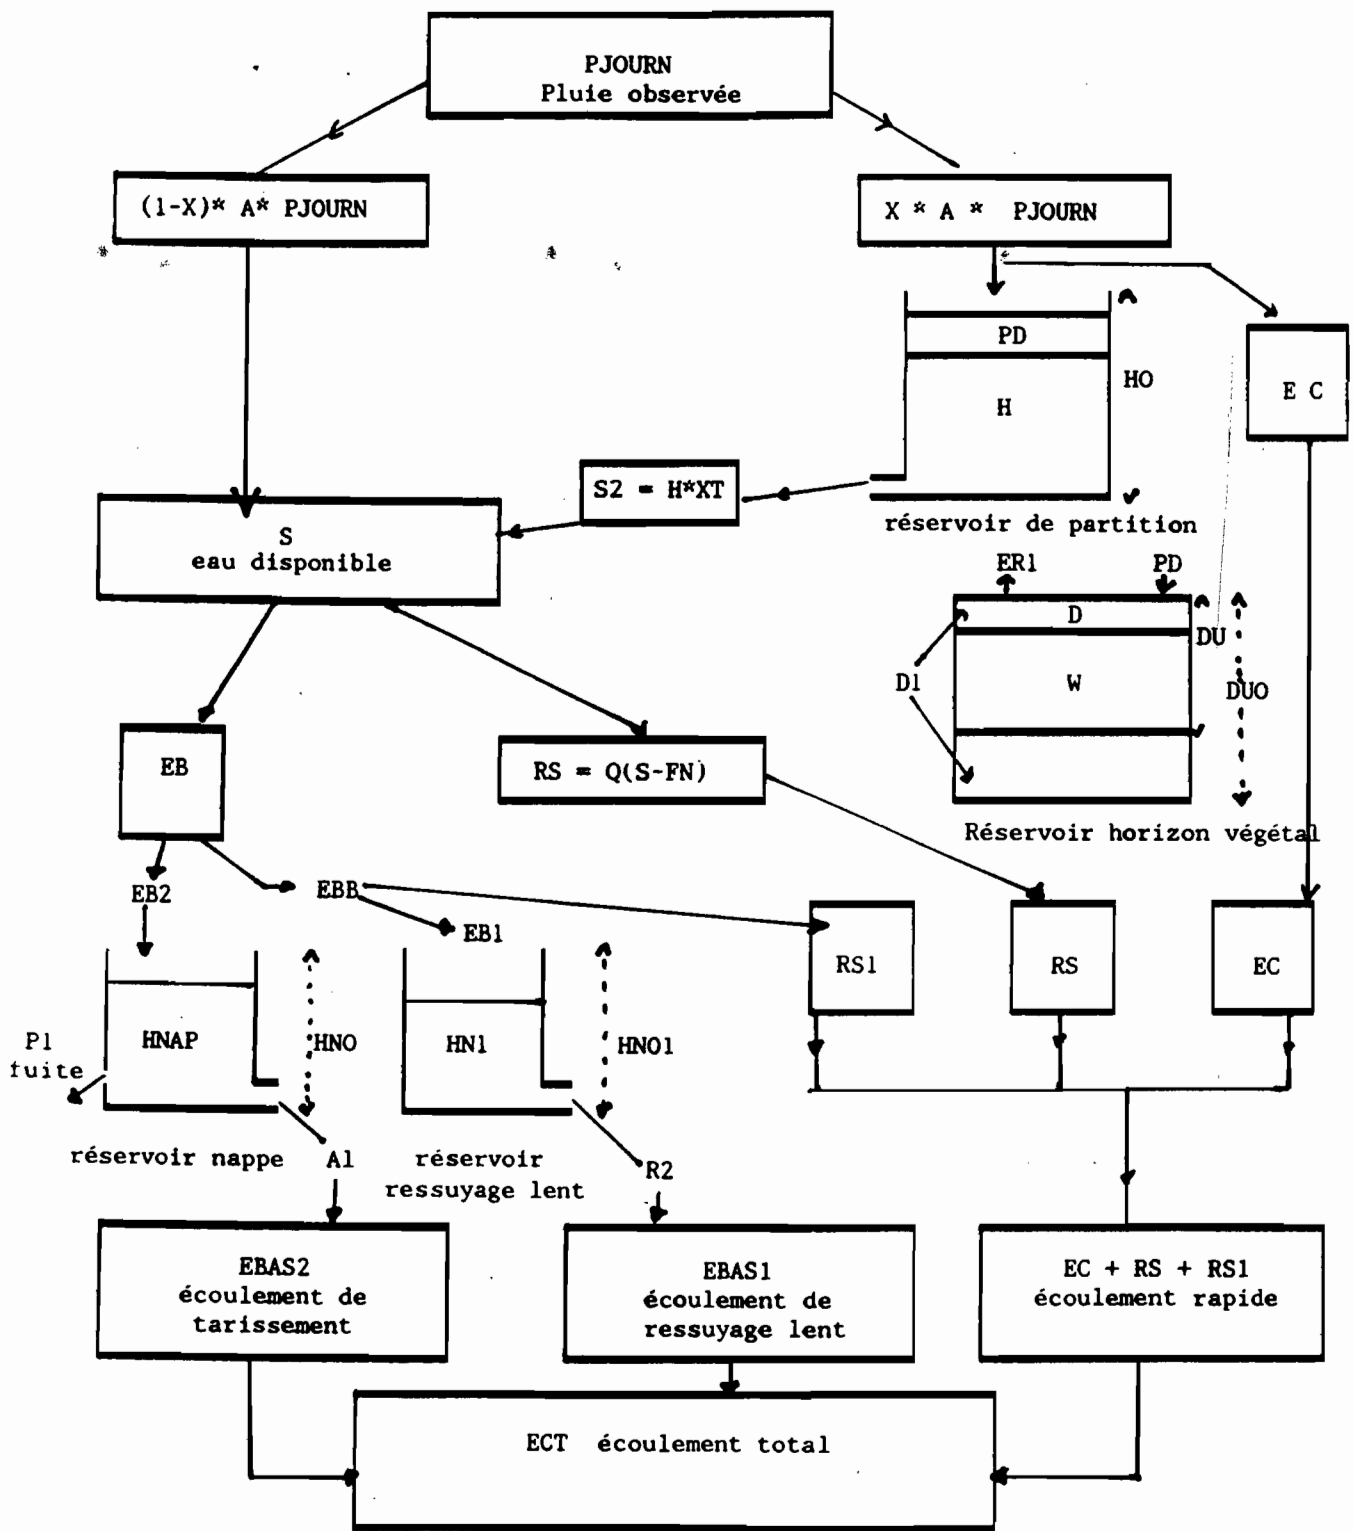 PJOURN
Pluie observée
(1-X)* A* PJOURN
X * A * PJOURN
PD
HO
H
E C
S2 = H*XT
réservoir de partition
S
eau disponible
ER1
PD
D
DU
D1
W
DUO
EB
RS = Q(S-FN)
Réservoir horizon végétal
EB2
EBB
EB1
RS1
RS
EC
P1
fuite
HNAP
HNO
HN1
HNO1
réservoir nappe
A1
réservoir
ressuyage lent
R2
EBAS2
écoulement de
tarissement
EBAS1
écoulement de
ressuyage lent
EC + RS + RS1
écoulement rapide
ECT écoulement total